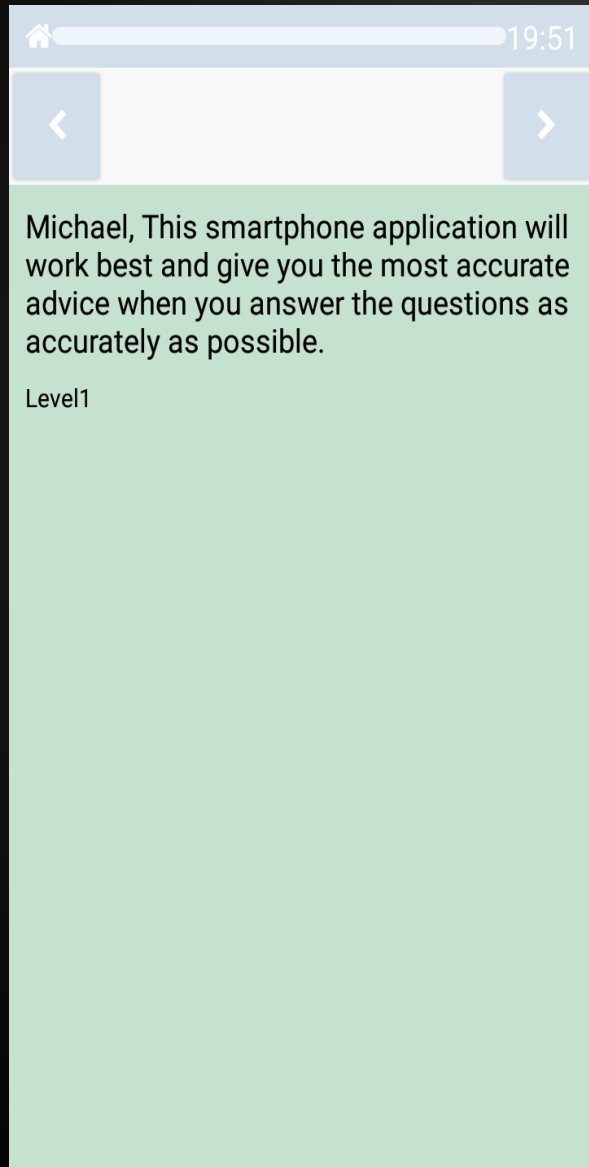 19:51
Michael, This smartphone application will
work best and give you the most accurate
advice when you answer the questions as
accurately as possible.
Level1